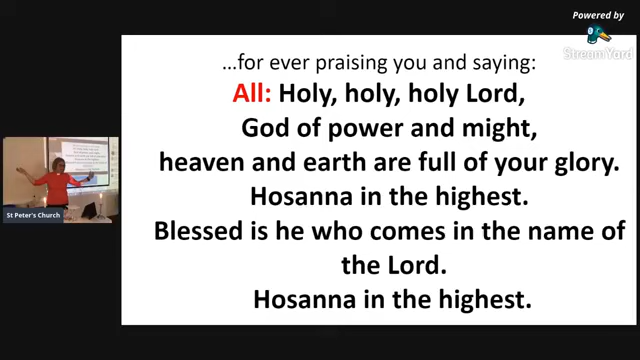 Powered by
StreamYard
...for ever praising you and saying:
All: Holy, holy, holy Lord,
God of power and might,
heaven and earth are full of your glory.
Hosanna in the highest.
Blessed is he who comes in the name of
the Lord.
Hosanna in the highest.
St Peter's Church